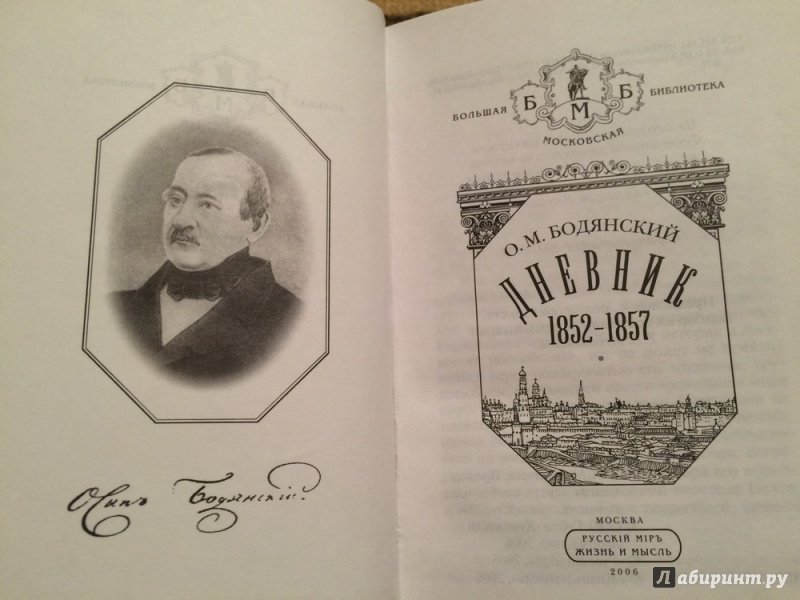 Осипъ Бодянскій.
БОЛЬШАЯ Б М Б БИБЛИОТЕКА
МОСКОВСКАЯ
О. М. БОДЯНСКИЙ
ДНЕВНИК
1852–1857
МОСКВА
РУССКІЙ МІРЪ
ЖИЗНЬ И МЫСЛЬ
2006
Лабиринт.ру